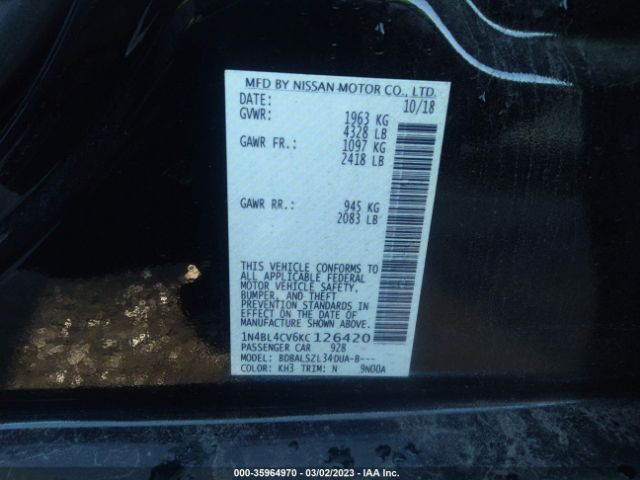 MFD BY NISSAN MOTOR CO., LTD.
DATE: 10/18
GVWR: 1963 KG
4328 LB
GAWR FR.: 1097 KG
2418 LB
GAWR RR.: 945 KG
2083 LB
THIS VEHICLE CONFORMS TO
ALL APPLICABLE FEDERAL
MOTOR VEHICLE SAFETY,
BUMPER, AND THEFT
PREVENTION STANDARDS IN
EFFECT ON THE DATE OF
MANUFACTURE SHOWN ABOVE.
1N4BL4CV6KC126420
PASSENGER CAR 928
MODEL: BDBALSZL34DUA-B---
COLOR: KH3 TRIM: N 9N00A
000-35964970 - 03/02/2023 - IAA Inc.